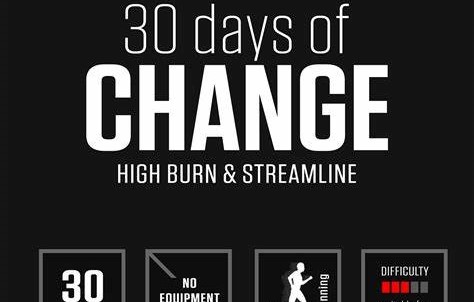 30 days of
CHANGE
HIGH BURN & STREAMLINE
30
NO
EQUIPMENT
DIFFICULTY